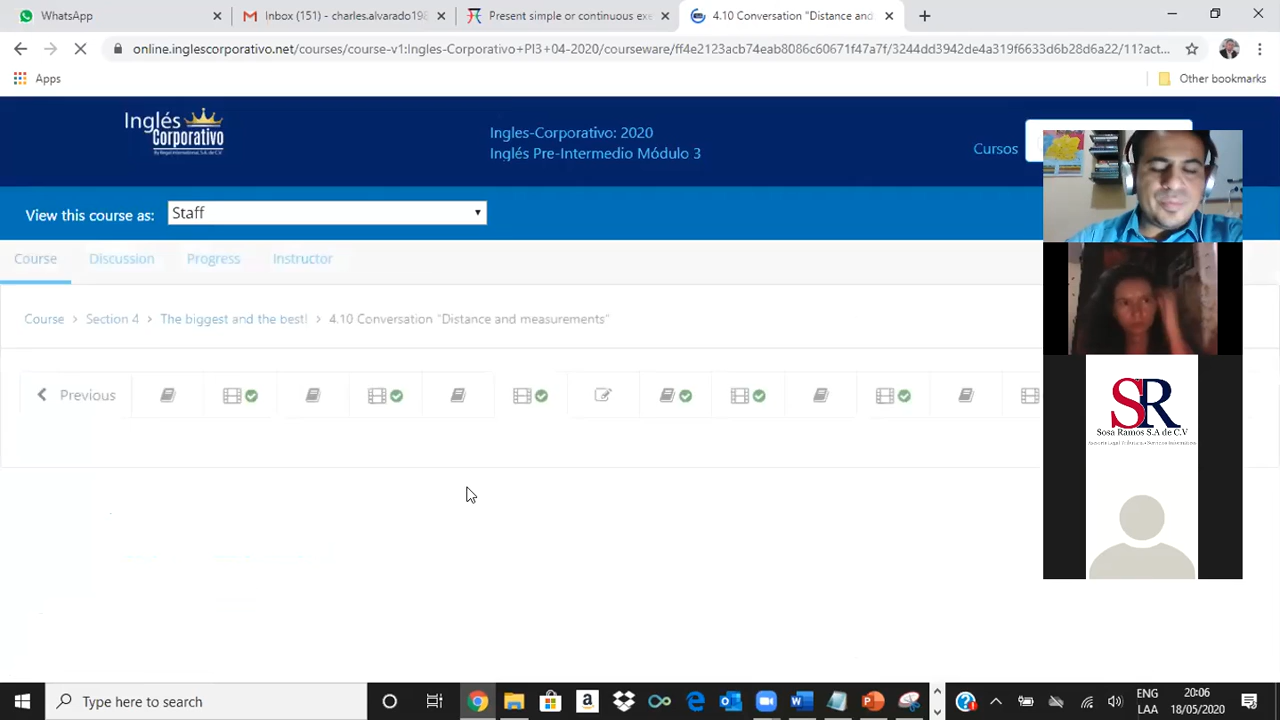 WhatsApp
Inbox (151) - charles.alvarado198
Present simple or continuous exe
4.10 Conversation "Distance and
online.inglescorporativo.net/courses/course-v1:Ingles-Corporativo+PI3+04-2020/courseware/ff4e2123acb74eab8086c60671f47a7f/3244dd3942de4a319f6633d6b28d6a22/11?act...
Apps
Other bookmarks
Inglés
Corporativo
Ingles-Corporativo: 2020
Inglés Pre-Intermedio Módulo 3
Cursos
View this course as:
Staff
Course
Discussion
Progress
Instructor
Course > Section 4 > The biggest and the best! > 4.10 Conversation "Distance and measurements"
Previous
SR
Sosa Ramos S.A de C.V
Type here to search
ENG
LAA
20:06
18/05/2020